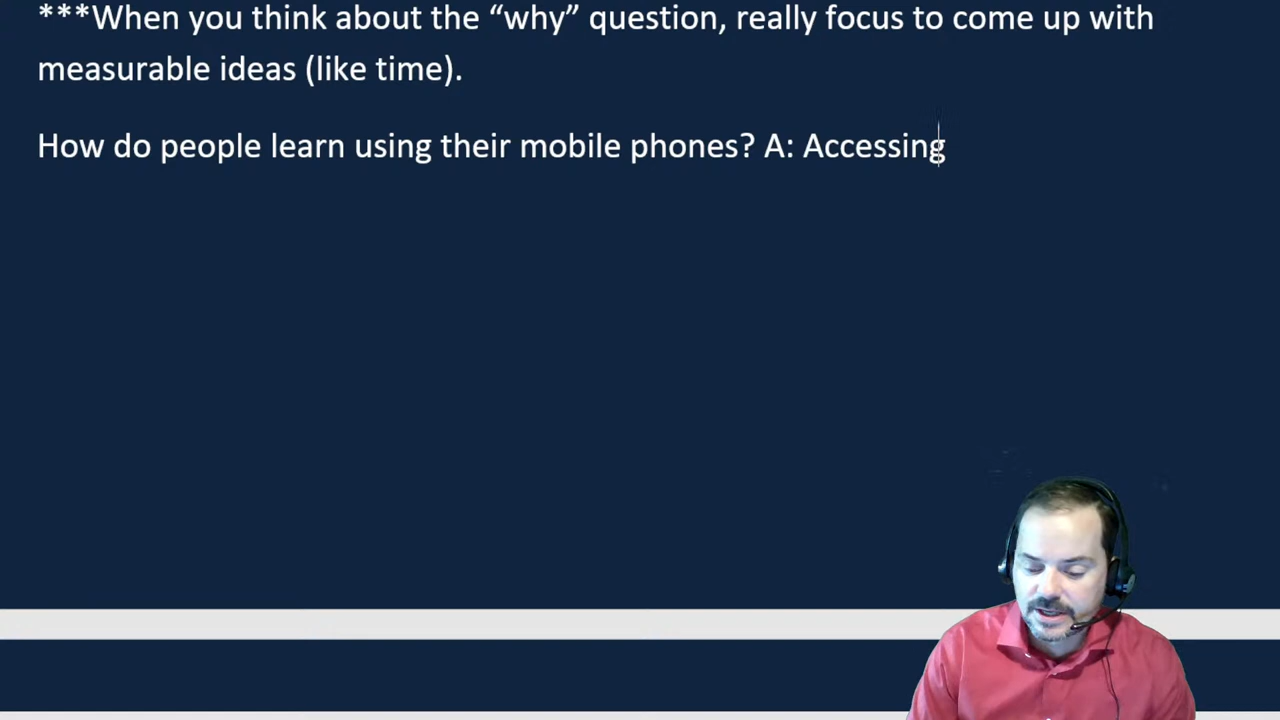 ***When you think about the “why” question, really focus to come up with
measurable ideas (like time).
How do people learn using their mobile phones? A: Accessing